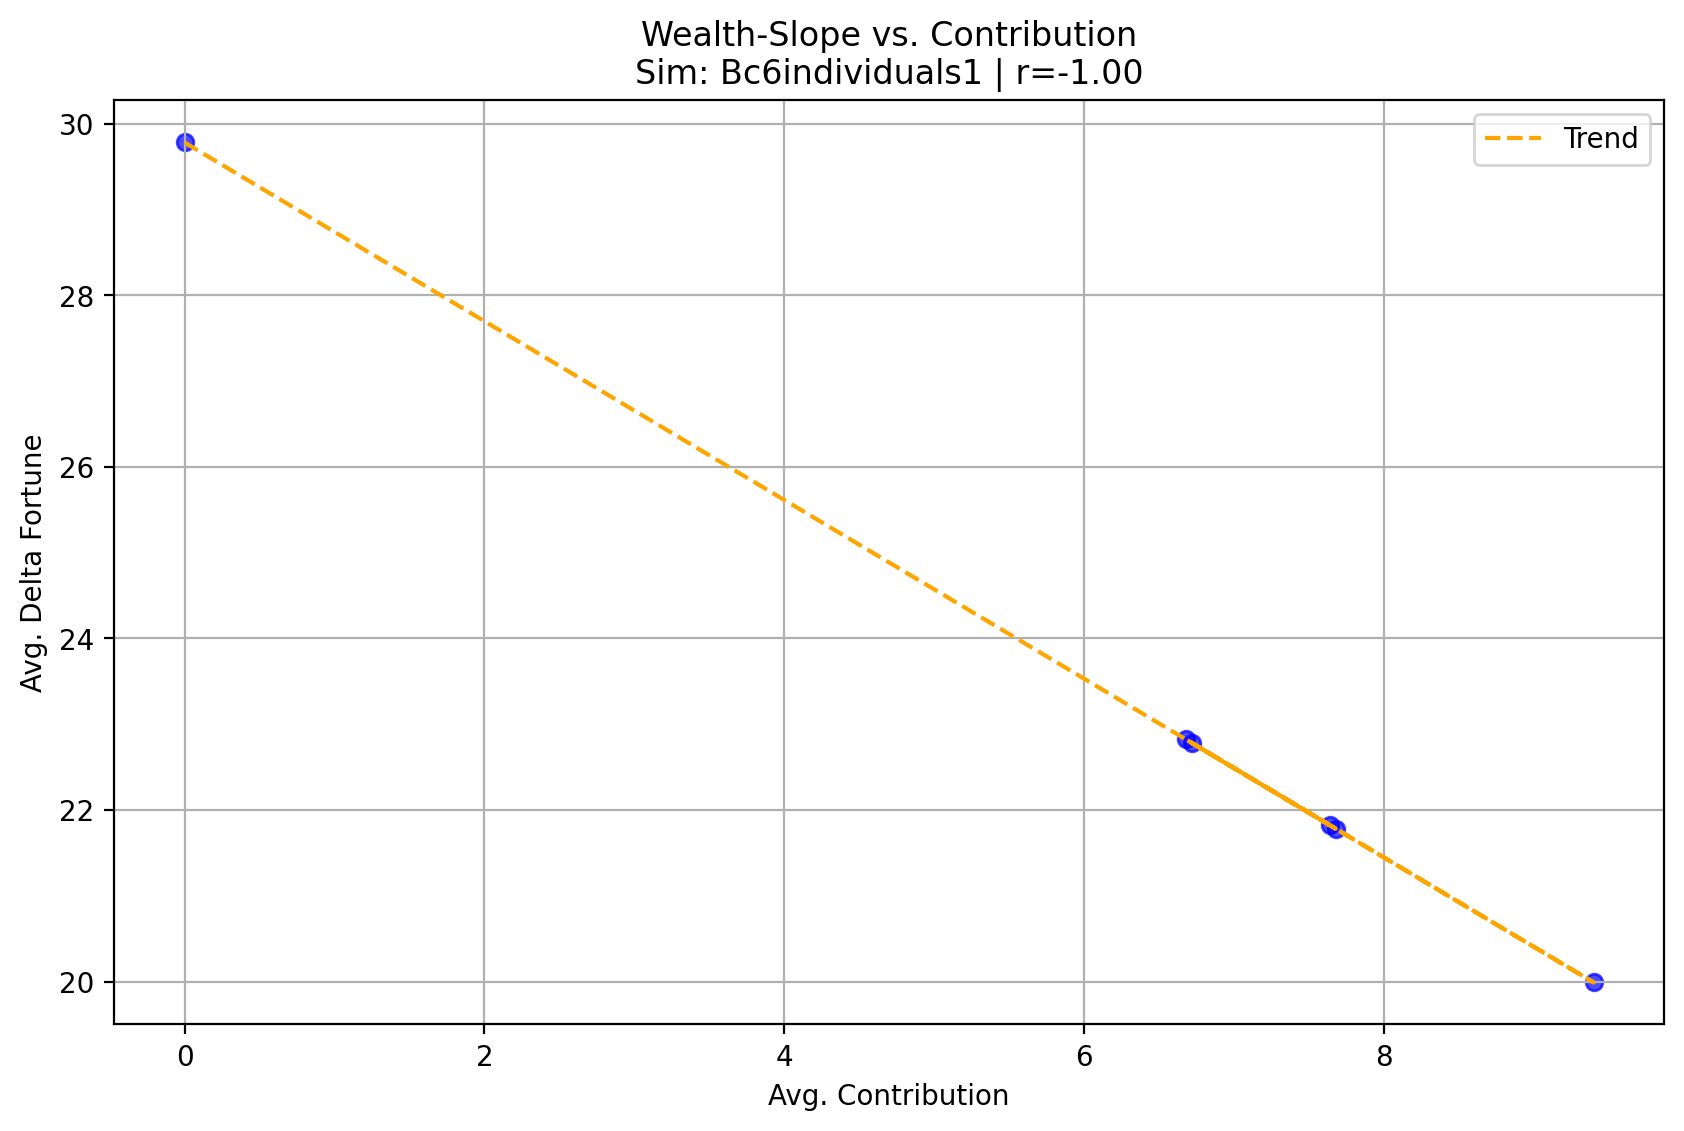 Wealth-Slope vs. Contribution
Sim: Bc6individuals1 | r=-1.00
Trend
30
28
26
24
22
20
Avg. Delta Fortune
0 2 4 6 8
Avg. Contribution